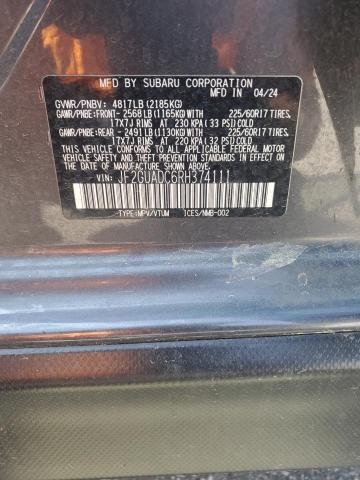 MFD. BY SUBARU CORPORATION
MFD IN 04/24
GVWR/PNBV: 4817LB (2185KG)
GAWR/PNBE:FRONT- 2568LB(1165KG)WITH 225/60R17 TIRES,
17X7J RIMS AT 230 KPA(33 PSI)COLD
GAWR/PNBE:REAR - 2491LB(1130KG)WITH 225/60R17 TIRES,
17X7J RIMS AT 220 KPA(32 PSI)COLD
THIS VEHICLE CONFORMS TO ALL APPLICABLE
FEDERAL MOTOR VEHICLE SAFETY, BUMPER, AND
THEFT PREVENTION STANDARDS IN EFFECT ON THE DATE
OF MANUFACTURE SHOWN ABOVE.
VIN: JF2GUADC6RH374111
TYPE:MPV/VTUM ICES/NMB-002